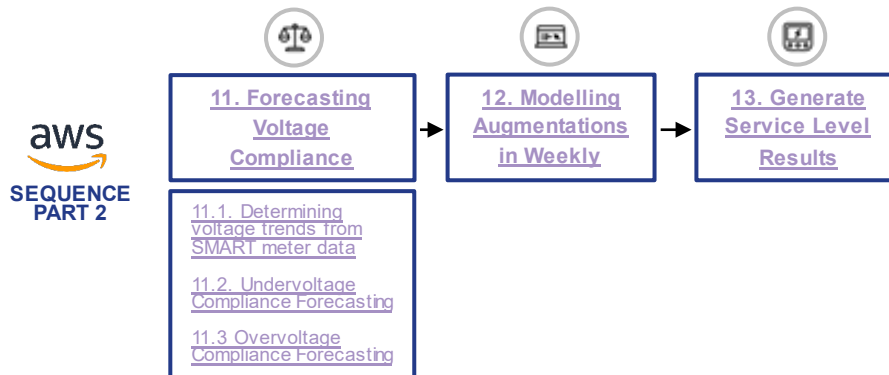 11. Forecasting
Voltage
Compliance
12. Modelling
Augmentations
in Weekly
13. Generate
Service Level
Results
aws
SEQUENCE
PART 2
11.1. Determining
voltage trends from
SMART meter data
11.2. Undervoltage
Compliance Forecasting
11.3 Overvoltage
Compliance Forecasting